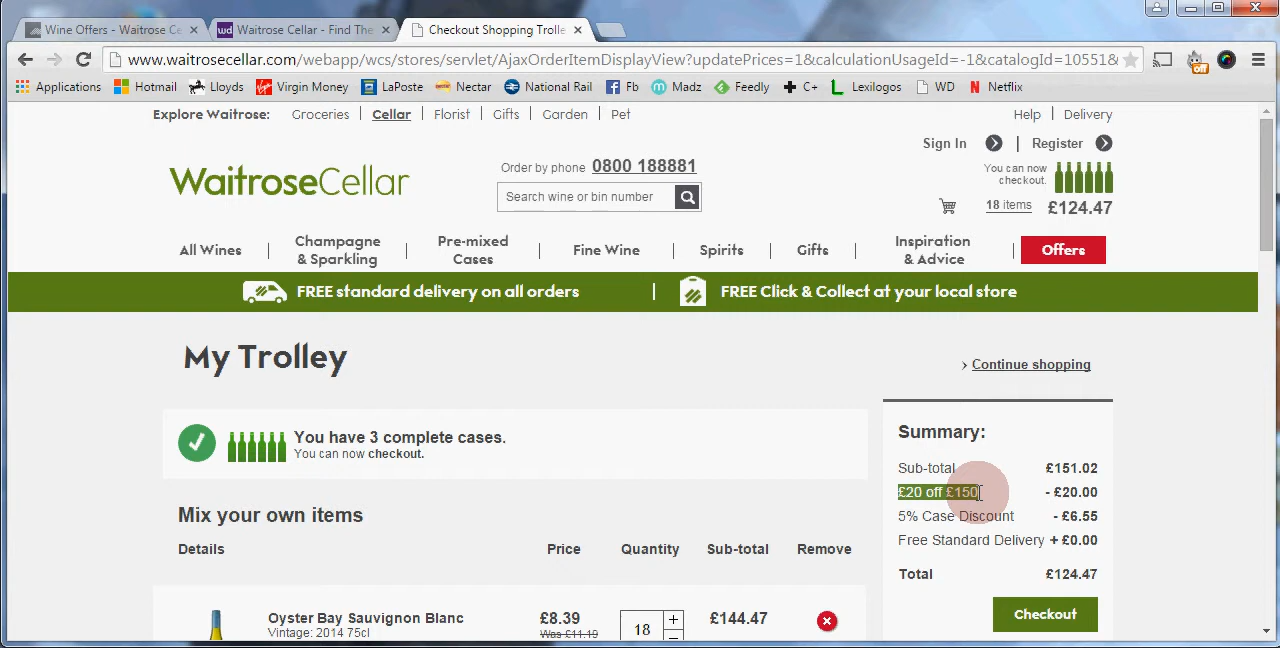 Wine Offers - Waitrose Ce
Waitrose Cellar - Find The
Checkout Shopping Trolle
www.waitrosecellar.com/webapp/wcs/stores/servlet/AjaxOrderItemDisplayView?updatePrices=1&calculationUsageId=-1&catalogId=10551&
Applications Hotmail Lloyds Virgin Money LaPoste Nectar National Rail Fb Madz Feedly C+ Lexilogos WD Netflix
Explore Waitrose: Groceries Cellar Florist Gifts Garden Pet
Help Delivery
Sign In Register
WaitroseCellar
Order by phone 0800 188881
Search wine or bin number
You can now
checkout.
18 items £124.47
All Wines
Champagne
& Sparkling
Pre-mixed
Cases
Fine Wine
Spirits
Gifts
Inspiration
& Advice
Offers
FREE standard delivery on all orders
FREE Click & Collect at your local store
My Trolley
Continue shopping
You have 3 complete cases.
You can now checkout.
Mix your own items
Details Price Quantity Sub-total Remove
Oyster Bay Sauvignon Blanc £8.39 18 + £144.47
Vintage: 2014 75cl Was £11.19
Summary:
Sub-total £151.02
£20 off £150 - £20.00
5% Case Discount - £6.55
Free Standard Delivery + £0.00
Total £124.47
Checkout